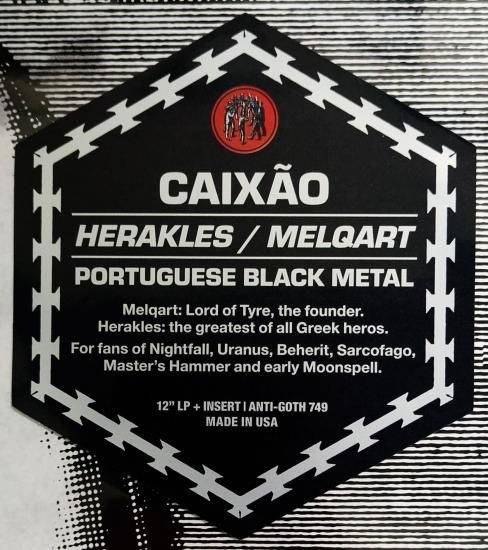 CAIXÃO
HERAKLES / MELQART
PORTUGUESE BLACK METAL
Melqart: Lord of Tyre, the founder.
Herakles: the greatest of all Greek heros.
For fans of Nightfall, Uranus, Beherit, Sarcofago,
Master's Hammer and early Moonspell.
12” LP + INSERT I ANTI-GOTH 749
MADE IN USA